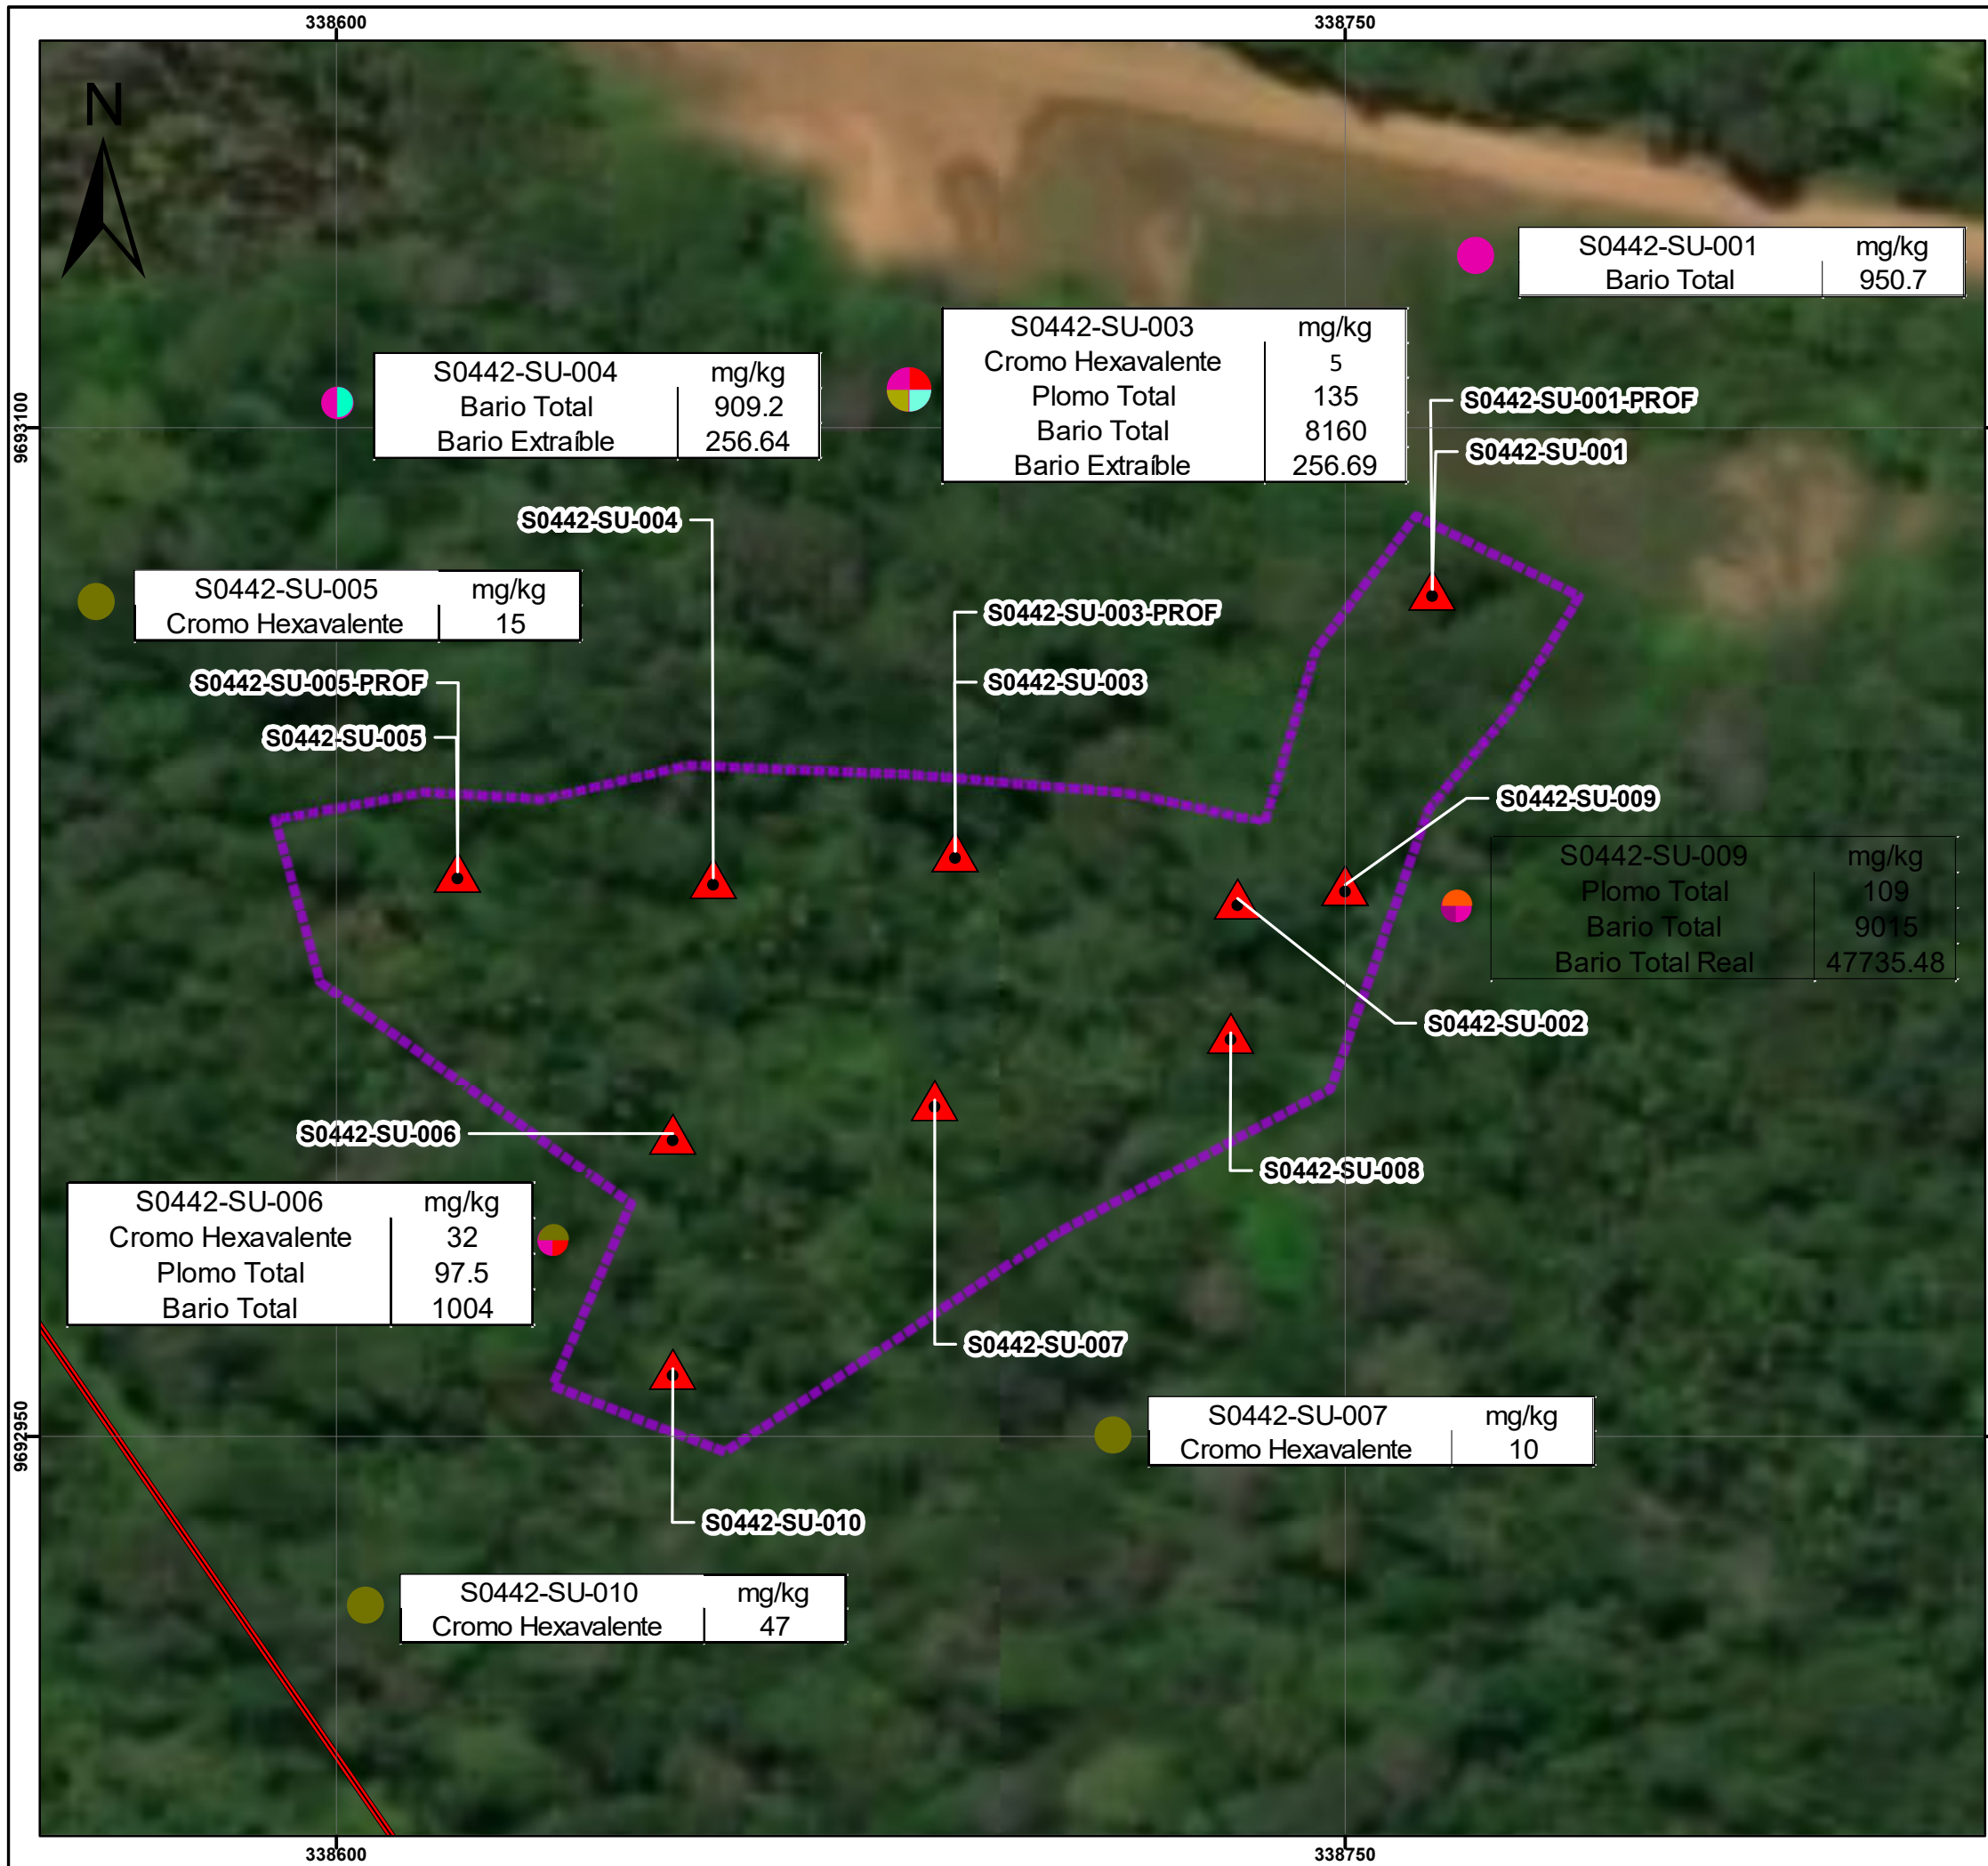 338600
338750
N
S0442-SU-001 mg/kg
Bario Total 950.7
S0442-SU-003 mg/kg
Cromo Hexavalente 5
Plomo Total 135
Bario Total 8160
Bario Extraíble 256.69
S0442-SU-004 mg/kg
Bario Total 909.2
Bario Extraíble 256.64
S0442-SU-001-PROF
9693100
S0442-SU-001
S0442-SU-004
S0442-SU-005 mg/kg
Cromo Hexavalente 15
S0442-SU-003-PROF
S0442-SU-003
S0442-SU-005-PROF
S0442-SU-005
S0442-SU-009
S0442-SU-009 mg/kg
Plomo Total 109
Bario Total 9015
Bario Total Real 47735.48
S0442-SU-002
S0442-SU-006
S0442-SU-008
S0442-SU-006 mg/kg
Cromo Hexavalente 32
Plomo Total 97.5
Bario Total 1004
S0442-SU-007
S0442-SU-007 mg/kg
Cromo Hexavalente 10
9692950
S0442-SU-010
S0442-SU-010 mg/kg
Cromo Hexavalente 47
338600
338750